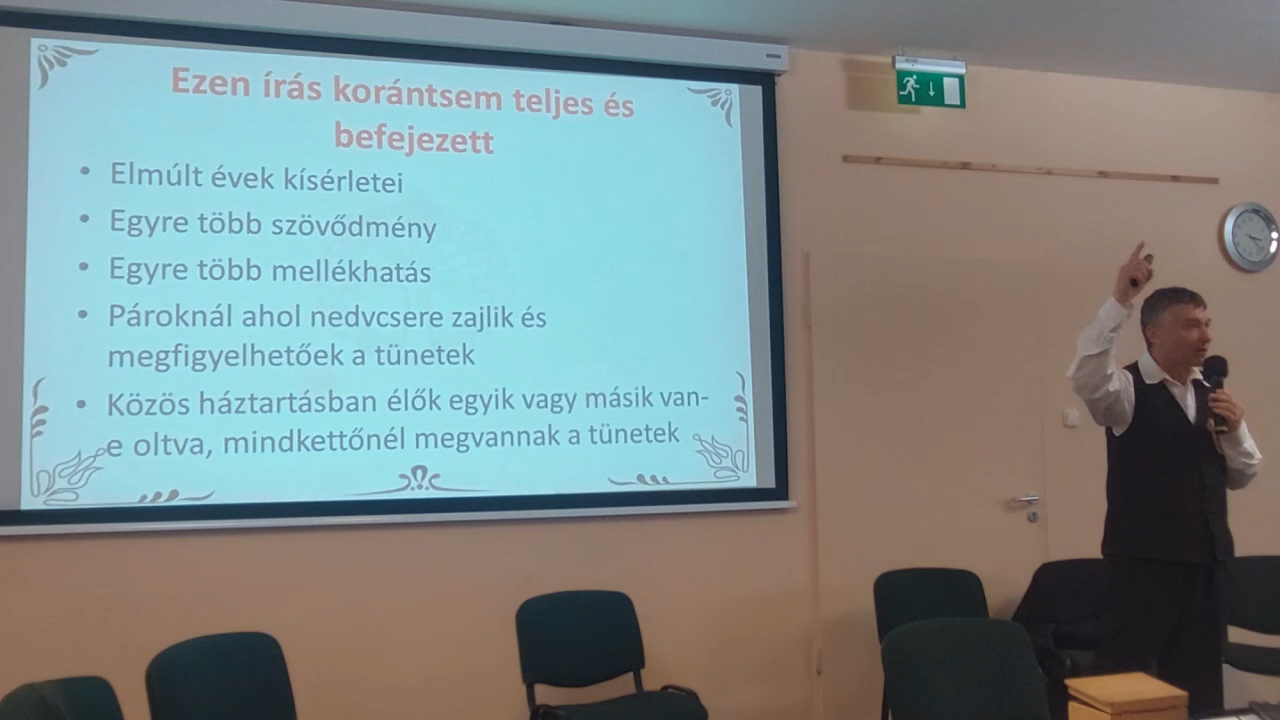 Ezen írás korántsem teljes és
befejezett
• Elmúlt évek kísérletei
• Egyre több szövődmény
• Egyre több mellékhatás
• Pároknál ahol nedvcsere zajlik és
megfigyelhetőek a tünetek
• Közös háztartásban élők egyik vagy másik van-
e oltva, mindkettőnél megvannak a tünetek